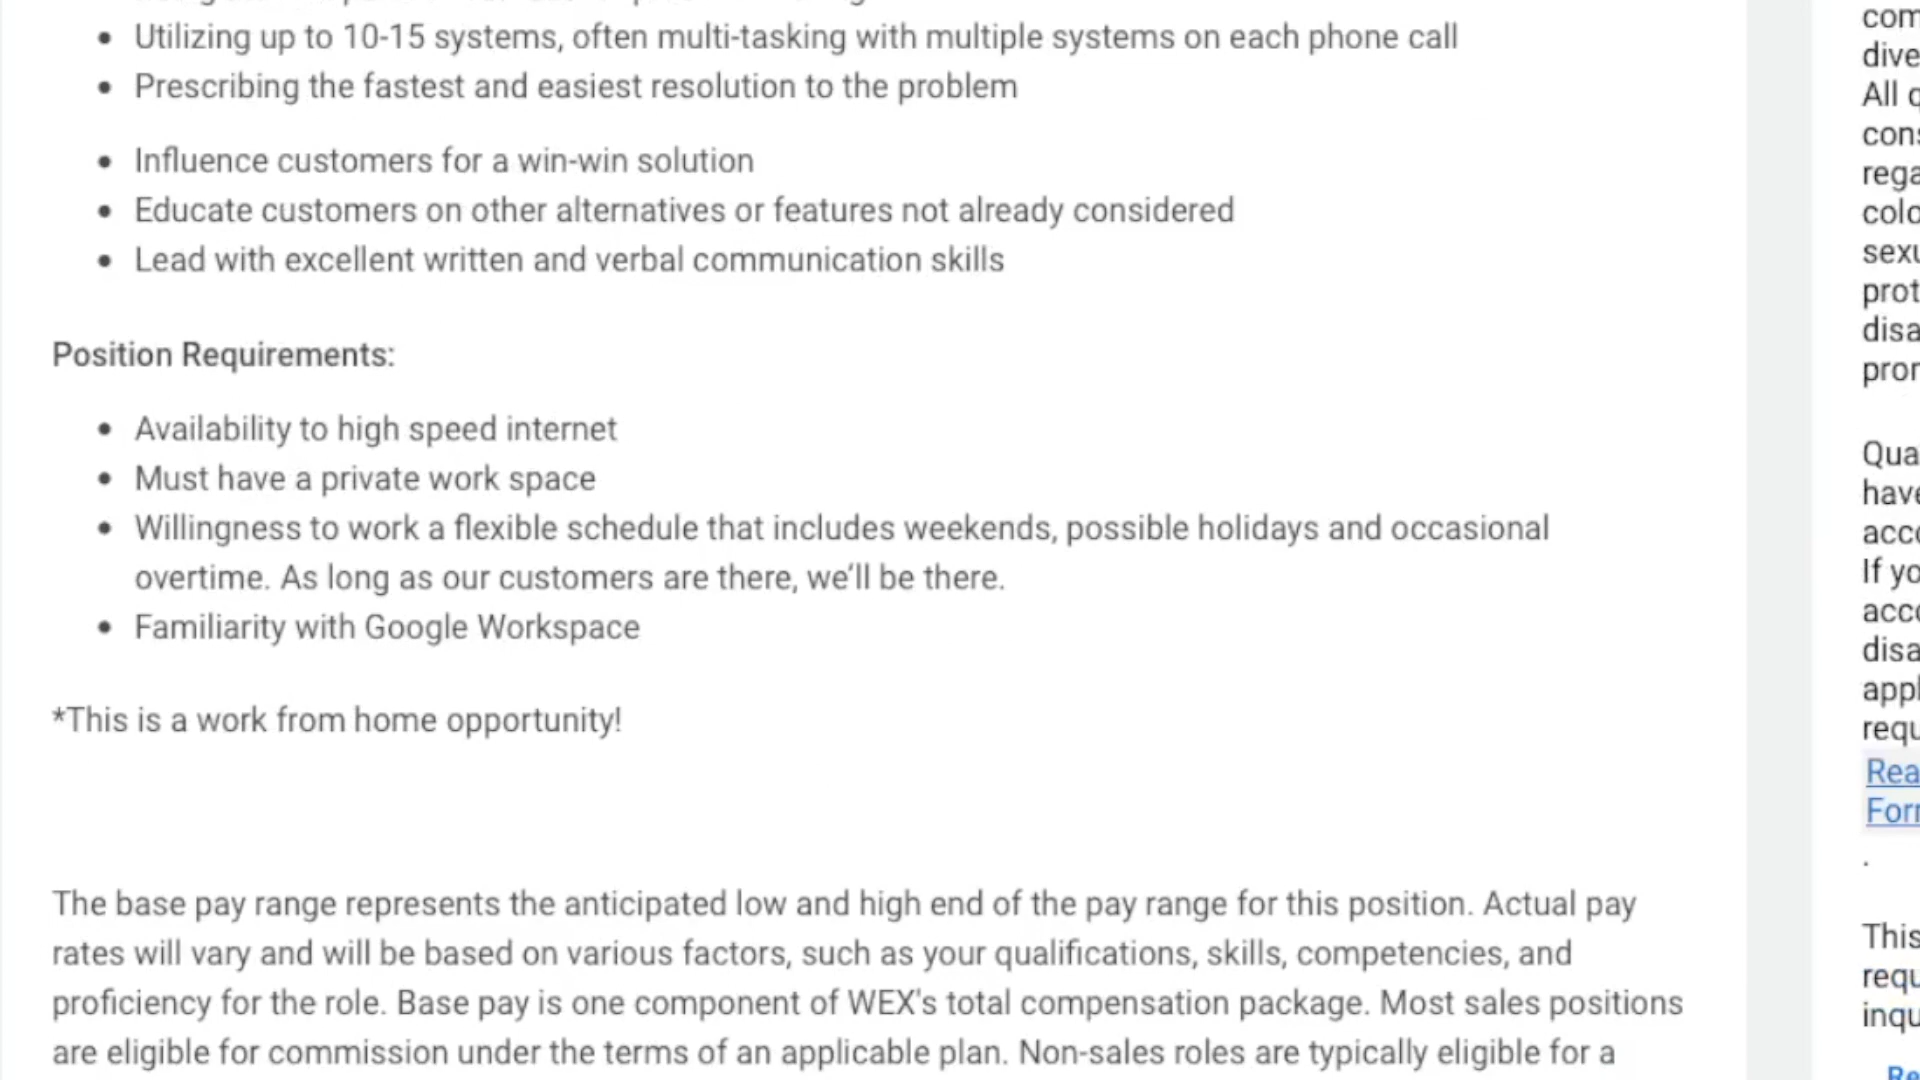 • Utilizing up to 10-15 systems, often multi-tasking with multiple systems on each phone call
• Prescribing the fastest and easiest resolution to the problem
• Influence customers for a win-win solution
• Educate customers on other alternatives or features not already considered
• Lead with excellent written and verbal communication skills
Position Requirements:
• Availability to high speed internet
• Must have a private work space
• Willingness to work a flexible schedule that includes weekends, possible holidays and occasional
overtime. As long as our customers are there, we’ll be there.
• Familiarity with Google Workspace
*This is a work from home opportunity!
The base pay range represents the anticipated low and high end of the pay range for this position. Actual pay
rates will vary and will be based on various factors, such as your qualifications, skills, competencies, and
proficiency for the role. Base pay is one component of WEX's total compensation package. Most sales positions
are eligible for commission under the terms of an applicable plan. Non-sales roles are typically eligible for a
All
If
This